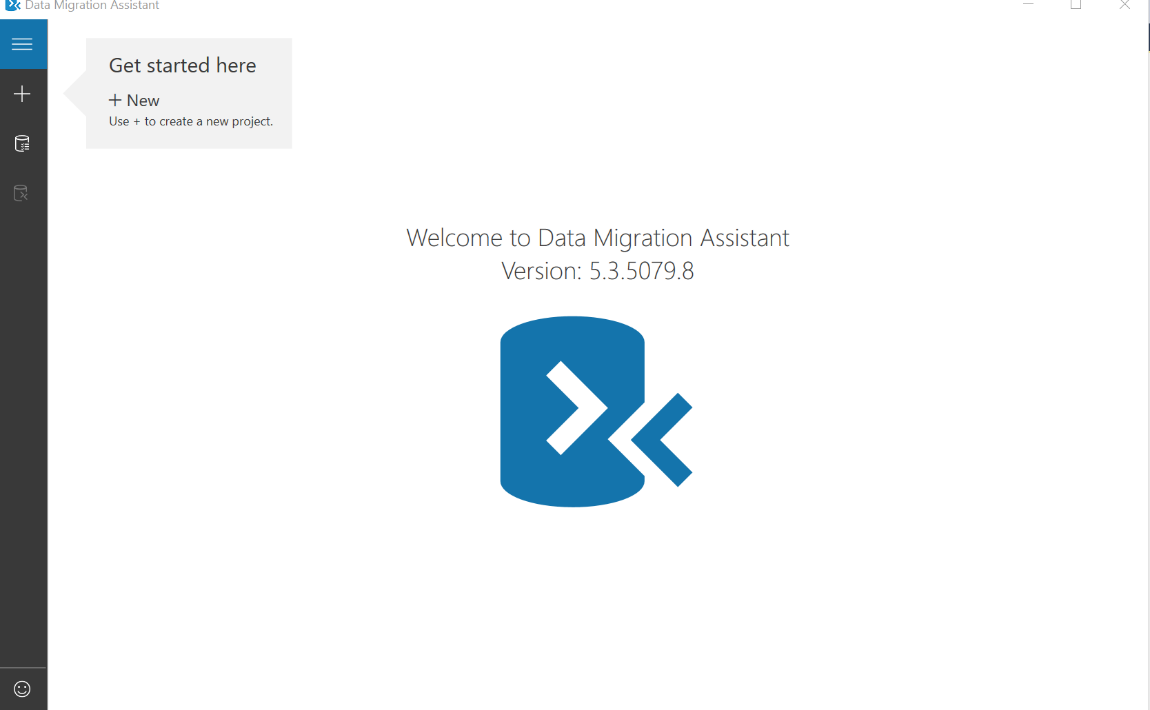 Data Migration Assistant
Get started here
+ New
Use + to create a new project.
Welcome to Data Migration Assistant
Version: 5.3.5079.8